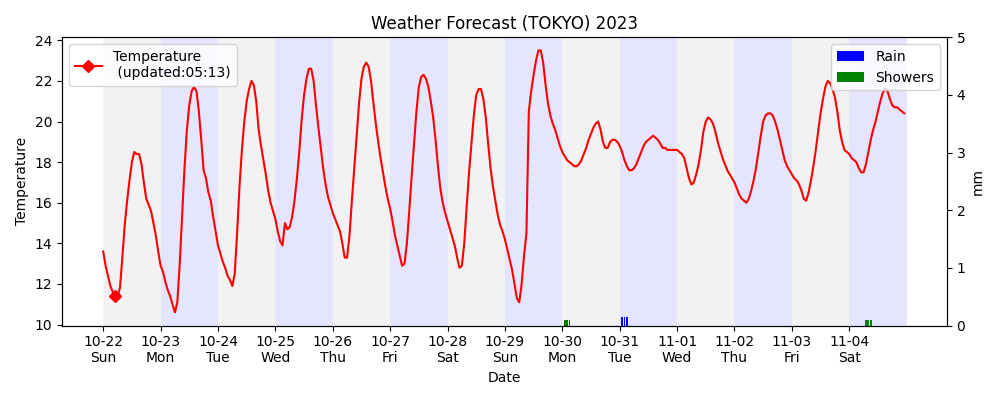 Weather Forecast (TOKYO) 2023
Temperature
(updated:05:13)
Rain
Showers
24
22
20
18
16
14
12
10
Temperature
5
4
3
2
1
0
mm
10-22 10-23 10-24 10-25 10-26 10-27 10-28 10-29 10-30 10-31 11-01 11-02 11-03 11-04
Sun Mon Tue Wed Thu Fri Sat Sun Mon Tue Wed Thu Fri Sat
Date